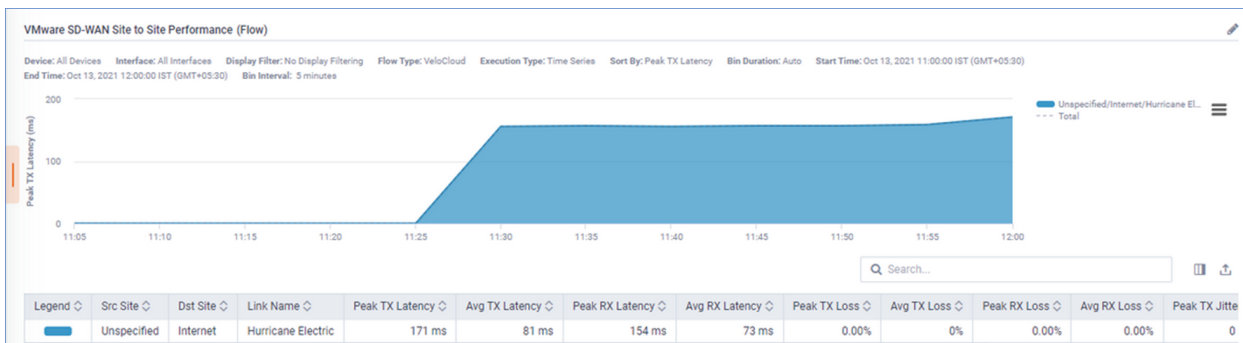 VMware SD-WAN Site to Site Performance (Flow)
Device: All Devices Interface: All Interfaces Display Filter: No Display Filtering Flow Type: VeloCloud Execution Type: Time Series Sort By: Peak TX Latency Bin Duration: Auto Start Time: Oct 13, 2021 11:00:00 IST (GMT+05:30)
End Time: Oct 13, 2021 12:00:00 IST (GMT+05:30) Bin Interval: 5 minutes
Peak TX Latency (ms)
200
100
0
11:05 11:10 11:15 11:20 11:25 11:30 11:35 11:40 11:45 11:50 11:55 12:00
Unspecified/Internet/Hurricane El...
Total
Search...
Legend Src Site Dst Site Link Name Peak TX Latency Avg TX Latency Peak RX Latency Avg RX Latency Peak TX Loss Avg TX Loss Peak RX Loss Avg RX Loss Peak TX Jitte
Unspecified Internet Hurricane Electric 171 ms 81 ms 154 ms 73 ms 0.00% 0% 0.00% 0.00% 0